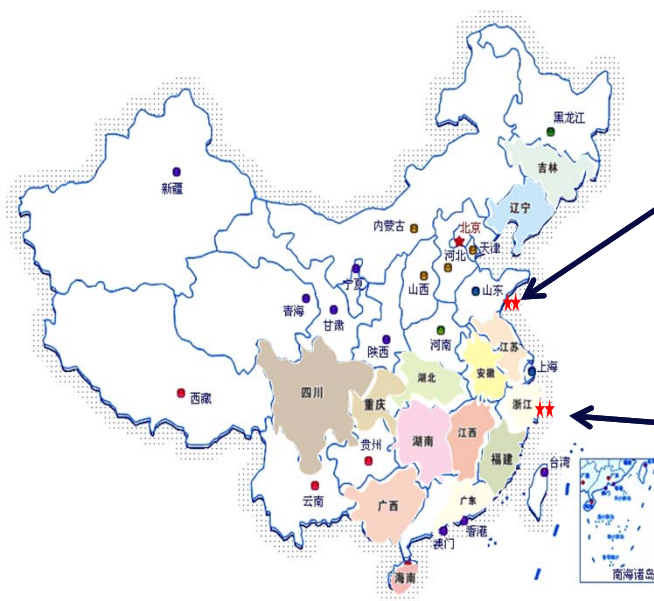 黑龙江
吉林
辽宁
新疆
内蒙古
北京
天津
河北
宁夏
山西
山东
青海
甘肃
陕西
河南
江苏
上海
安徽
湖北
四川
重庆
西藏
浙江
贵州
湖南
江西
福建
台湾
云南
广西
广东
香港
澳门
海南
南海诸岛